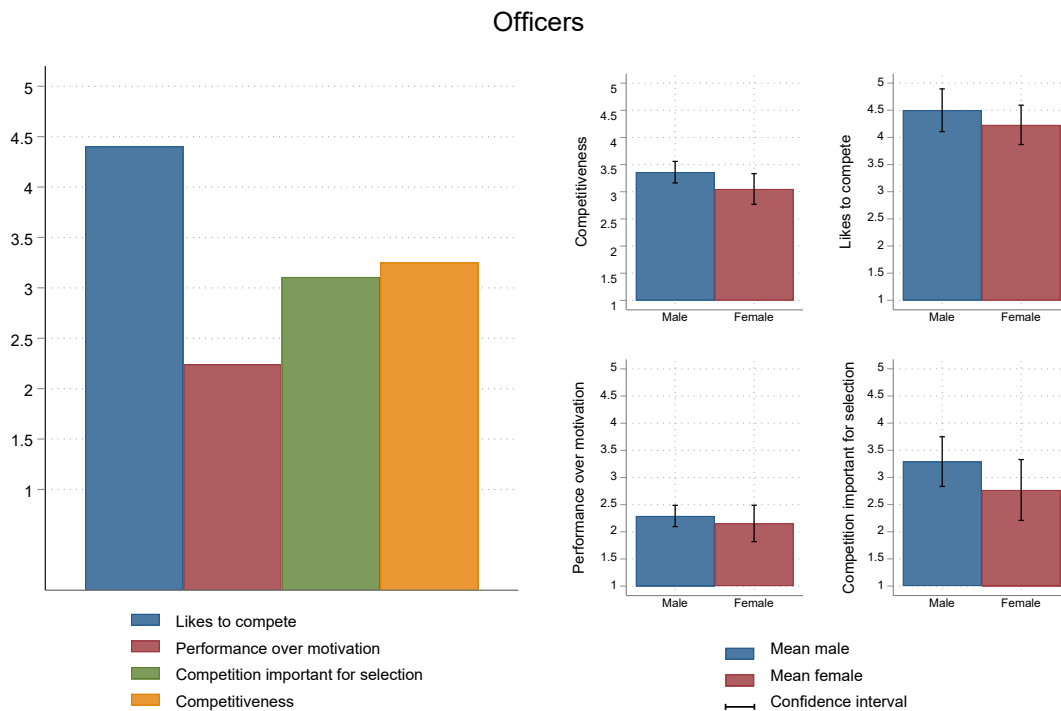 Officers
5
4.5
4
3.5
3
2.5
2
1.5
1
Likes to compete
Performance over motivation
Competition important for selection
Competitiveness
Competitiveness
5
4.5
4
3.5
3
2.5
2
1.5
1
Male Female
Likes to compete
5
4.5
4
3.5
3
2.5
2
1.5
1
Male Female
Performance over motivation
5
4.5
4
3.5
3
2.5
2
1.5
1
Male Female
Competition important for selection
5
4.5
4
3.5
3
2.5
2
1.5
1
Male Female
Mean male
Mean female
Confidence interval